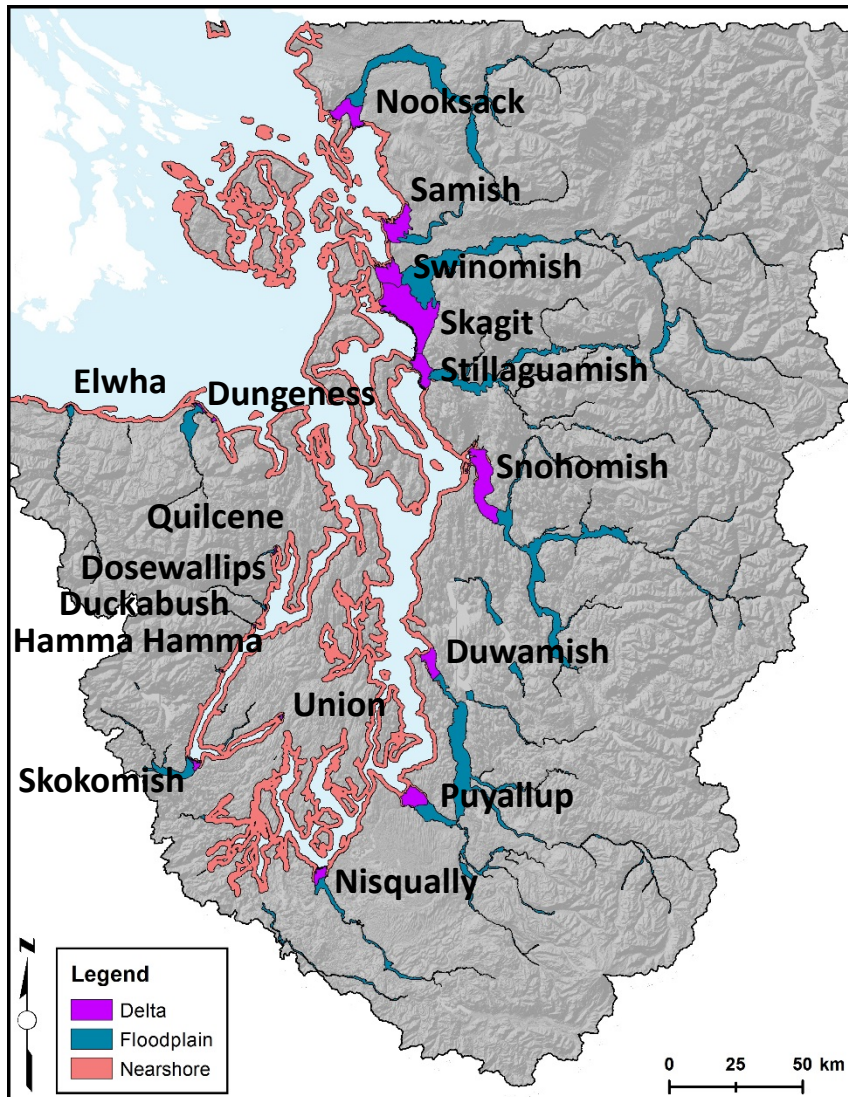 Nooksack
Samish
Swinomish
Skagit
Stillaguamish
Elwha
Dungeness
Snohomish
Quilcene
Dosewallips
Duckabush
Hamma Hamma
Duwamish
Union
Skokomish
Puyallup
Nisqually
N
Legend
Delta
Floodplain
Nearshore
0 25 50 km